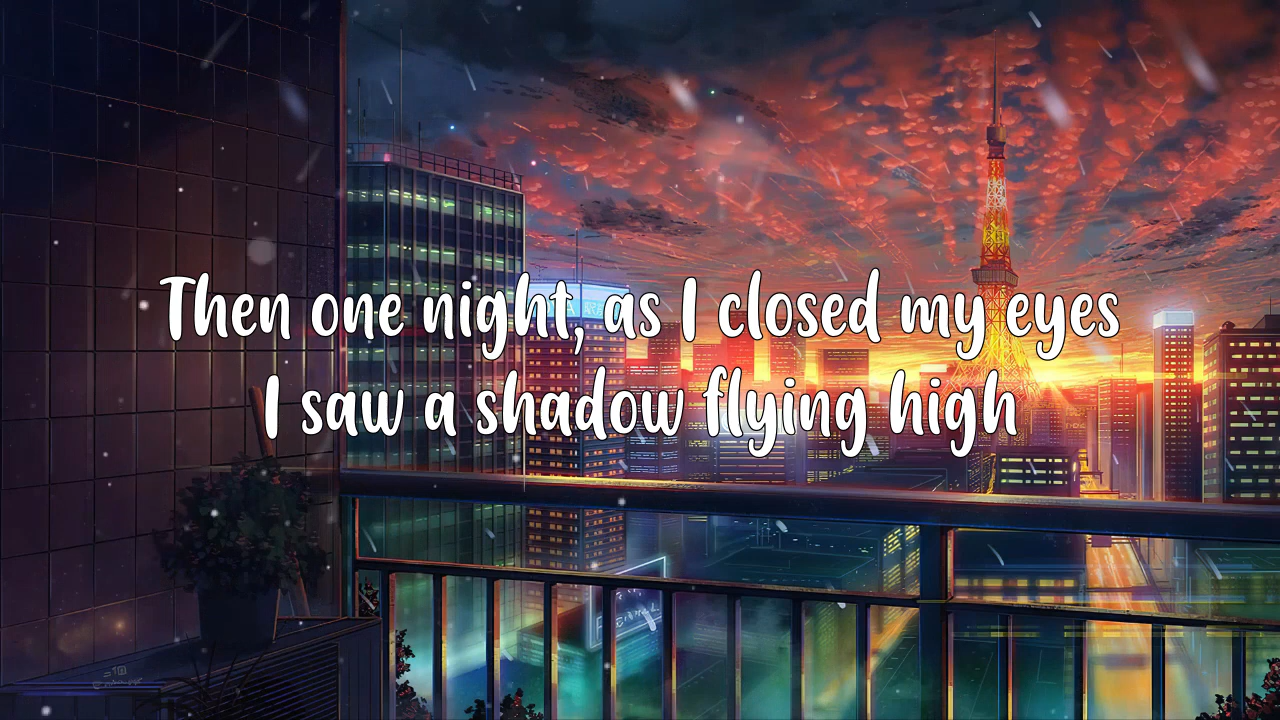 Then one night, as I closed my eyes
I saw a shadow flying high